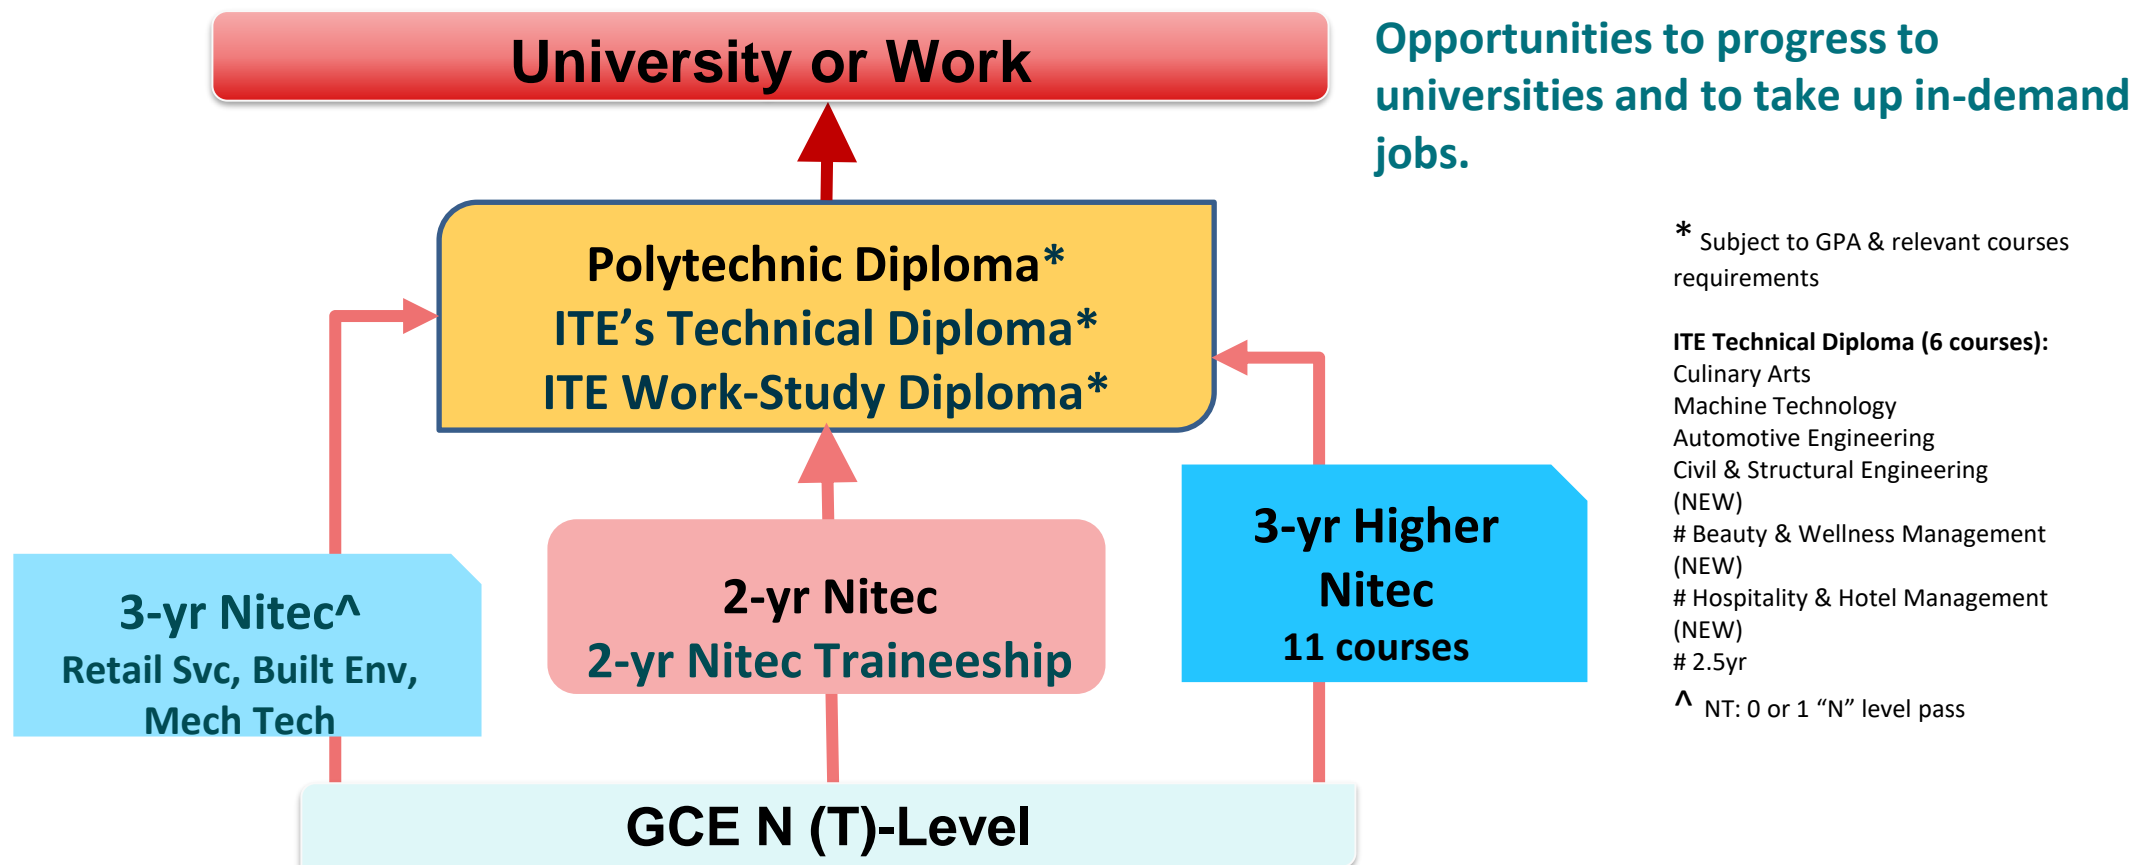 University or Work
Opportunities to progress to
universities and to take up in-demand
jobs.
Polytechnic Diploma*
ITE’s Technical Diploma*
ITE Work-Study Diploma*
* Subject to GPA & relevant courses
requirements
ITE Technical Diploma (6 courses):
Culinary Arts
Machine Technology
Automotive Engineering
Civil & Structural Engineering
(NEW)
# Beauty & Wellness Management
(NEW)
# Hospitality & Hotel Management
(NEW)
# 2.5yr
^ NT: 0 or 1 “N” level pass
3-yr Nitec^
Retail Svc, Built Env,
Mech Tech
2-yr Nitec
2-yr Nitec Traineeship
3-yr Higher
Nitec
11 courses
GCE N (T)-Level